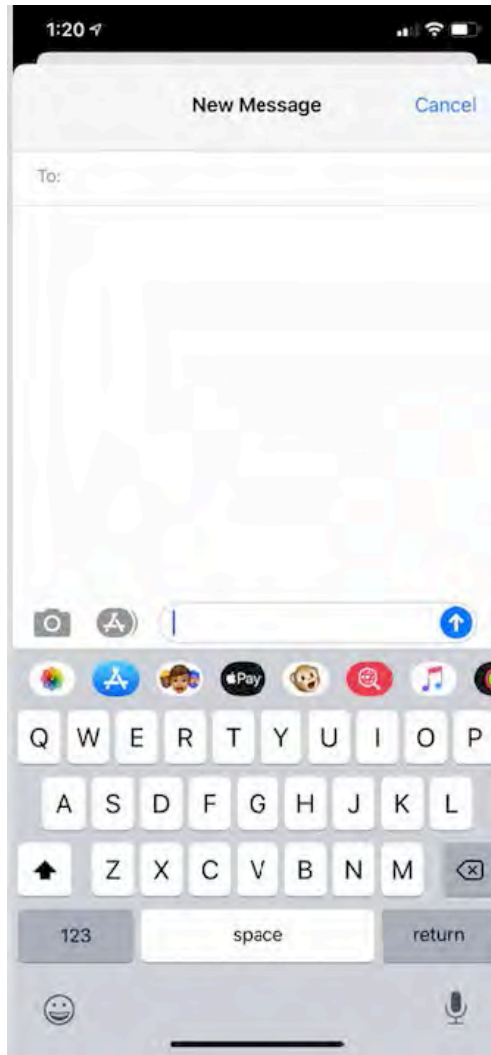 1:20
New Message Cancel
To:
Pay
Q W E R T Y U I O P
A S D F G H J K L
Z X C V B N M
123 space return